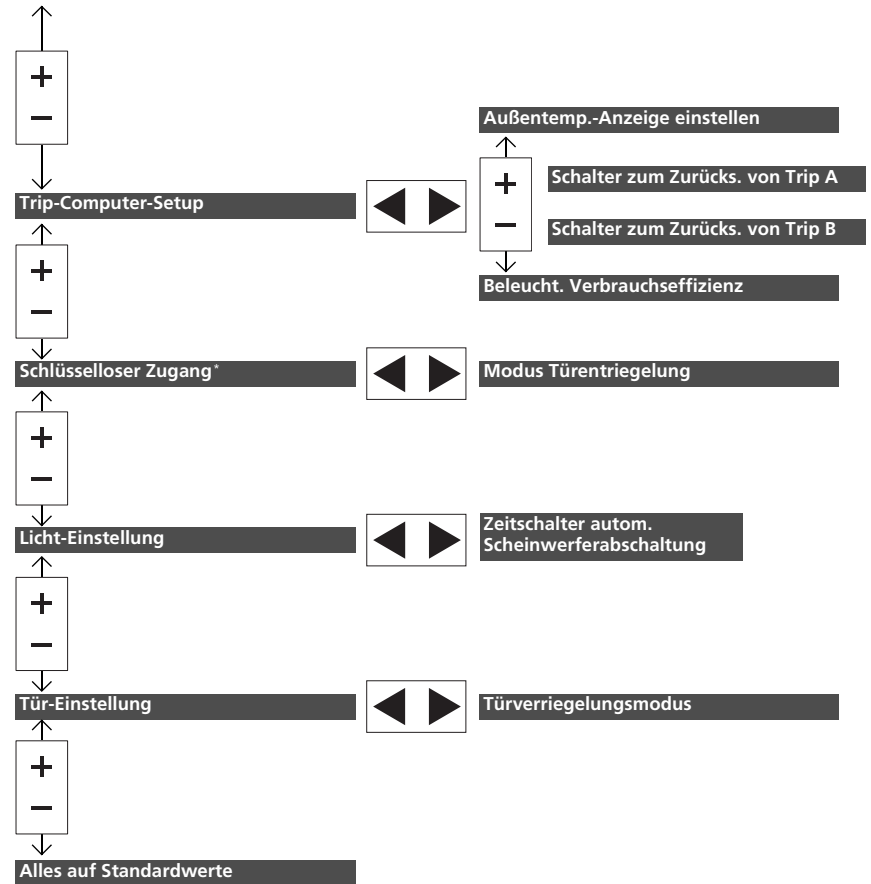 Außentemp.-Anzeige einstellen
Schalter zum Zurücks. von Trip A
Trip-Computer-Setup
Schalter zum Zurücks. von Trip B
Beleucht. Verbrauchseffizienz
Schlüsselloser Zugang*
Modus Türentriegelung
Licht-Einstellung
Zeitschalter autom.
Scheinwerferabschaltung
Tür-Einstellung
Türverriegelungsmodus
Alles auf Standardwerte